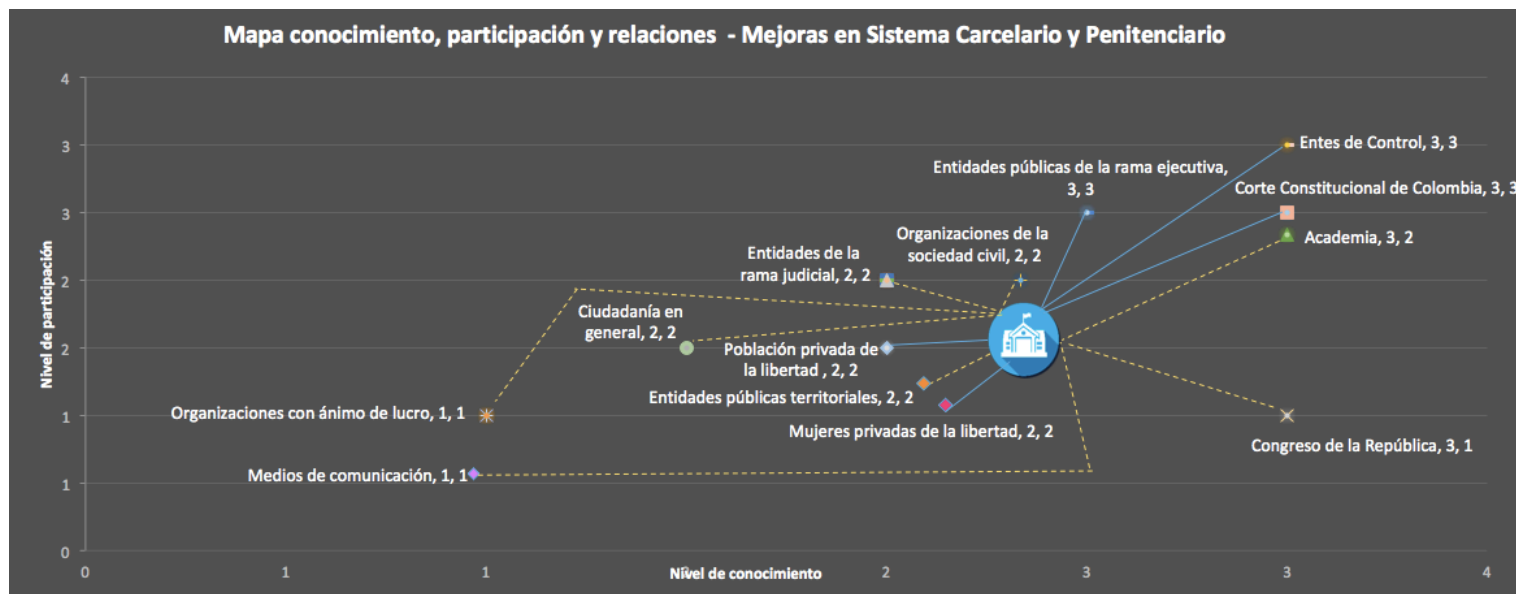 Mapa conocimiento, participación y relaciones - Mejoras en Sistema Carcelario y Penitenciario
4
3
Entes de Control, 3, 3
Entidades públicas de la rama ejecutiva,
3, 3
Corte Constitucional de Colombia, 3, 3
3
Organizaciones de la
sociedad civil, 2, 2
Academia, 3, 2
Entidades de la
rama judicial, 2, 2
2
Ciudadanía en
general, 2, 2
Nivel de participación
2
Población privada de
la libertad , 2, 2
Entidades públicas territoriales, 2, 2
1
Organizaciones con ánimo de lucro, 1, 1
Mujeres privadas de la libertad, 2, 2
Congreso de la República, 3, 1
Medios de comunicación, 1, 1
1
0
0 1 1 2 3 3 4
Nivel de conocimiento